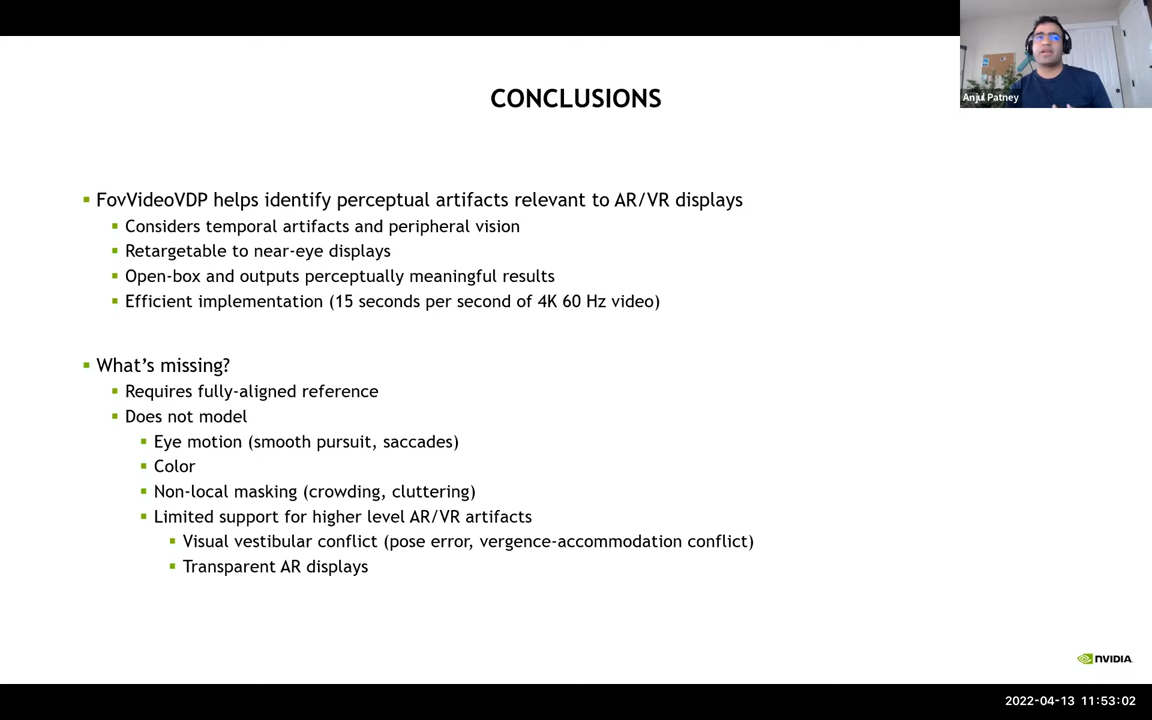 Anjul Patney
CONCLUSIONS
FovVideoVDP helps identify perceptual artifacts relevant to AR/VR displays
Considers temporal artifacts and peripheral vision
Retargetable to near-eye displays
Open-box and outputs perceptually meaningful results
Efficient implementation (15 seconds per second of 4K 60 Hz video)
What's missing?
Requires fully-aligned reference
Does not model
Eye motion (smooth pursuit, saccades)
Color
Non-local masking (crowding, cluttering)
Limited support for higher level AR/VR artifacts
Visual vestibular conflict (pose error, vergence-accommodation conflict)
Transparent AR displays
NVIDIA.
2022-04-13 11:53:02